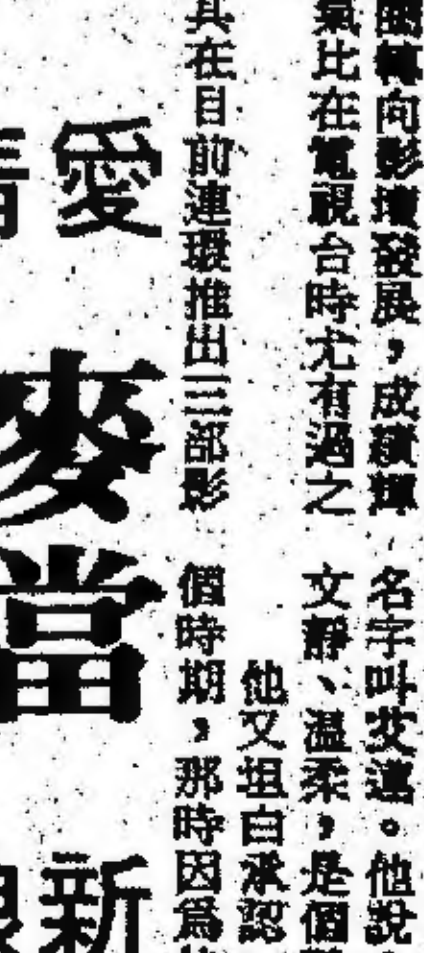 轉向影壇發展，成績輝
氣比在電視台時尤有過之
其在目前連環推出三部影
名字叫艾蓮。他說
文靜、溫柔，是個
他又坦白承認
個時期，那時因為
愛
麥當
新